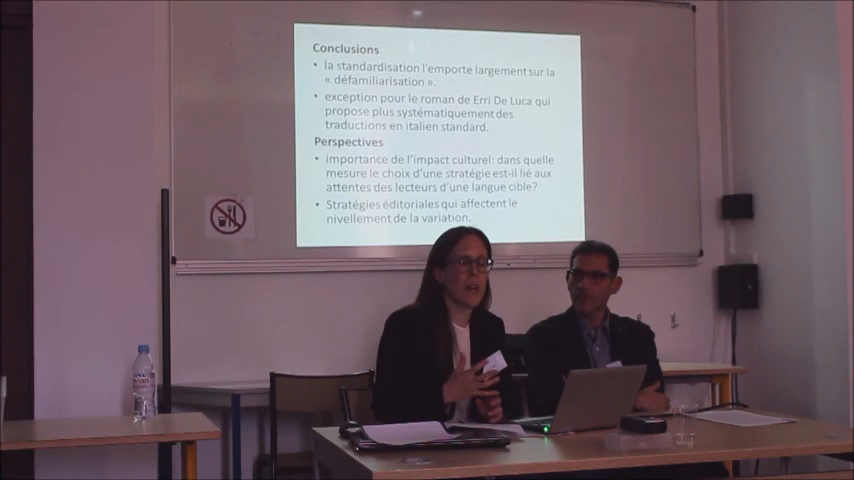 Conclusions
• la standardisation l'emporte largement sur la
« défamiliarisation ».
• exception pour le roman de Erri De Luca qui
propose plus systématiquement des
traductions en italien standard.
Perspectives
• importance de l'impact culturel: dans quelle
mesure le choix d'une stratégie est-il lié aux
attentes des lecteurs d'une langue cible?
• Stratégies éditoriales qui affectent le
nivellement de la variation.
evian